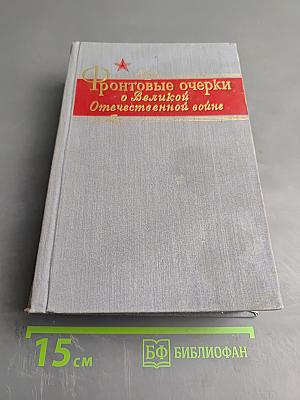 Фронтовые очерки
о Великой
Отечественной войне
15 см
БФ БИБЛИОФАН